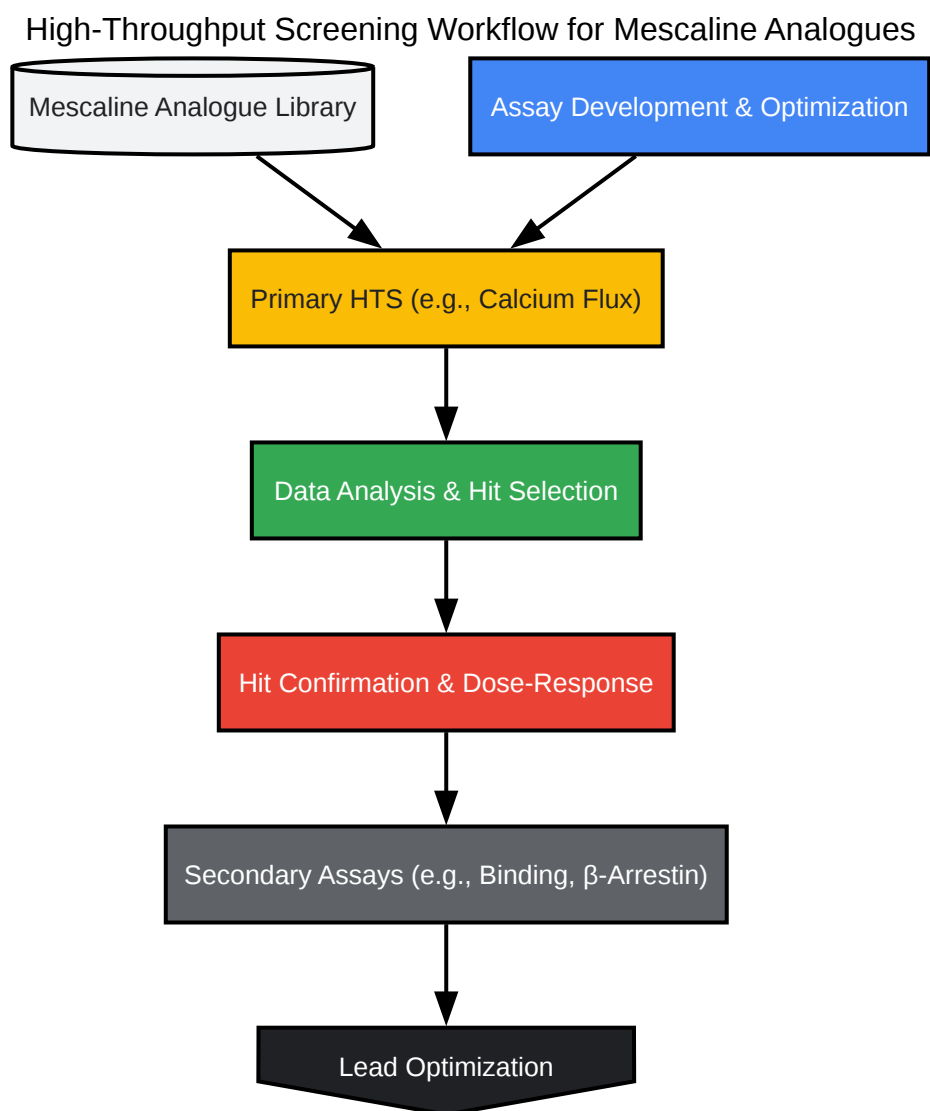 High-Throughput Screening Workflow for Mescaline Analogues
Mescaline Analogue Library
Assay Development & Optimization
Primary HTS (e.g., Calcium Flux)
Data Analysis & Hit Selection
Hit Confirmation & Dose-Response
Secondary Assays (e.g., Binding, β-Arrestin)
Lead Optimization